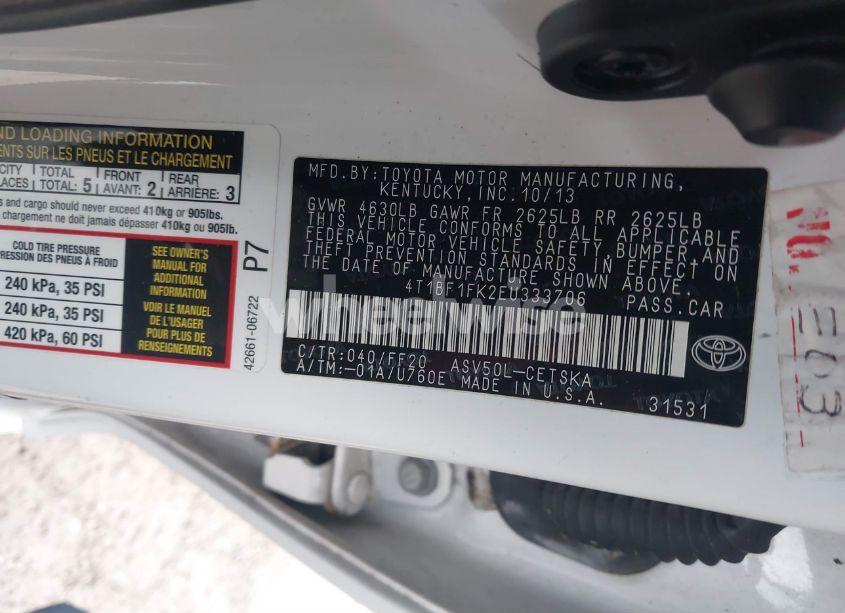 ND LOADING INFORMATION
ENTS SUR LES PNEUS ET LE CHARGEMENT
CITY TOTAL FRONT REAR
PLACES TOTAL: 5 AVANT: 2 ARRIÈRE: 3
nts and cargo should never exceed 410kg or 905lbs.
chargement ne doit jamais dépasser 410kg ou 905lb.
COLD TIRE PRESSURE
PRESSION DES PNEUS À FROID
240 kPa, 35 PSI
240 kPa, 35 PSI
420 kPa, 60 PSI
SEE OWNER'S
MANUAL FOR
ADDITIONAL
INFORMATION
VOIR LE MANUEL
DE L'USAGER
POUR PLUS DE
RENSEIGNEMENTS
P7
42661-06722
MFD.BY:TOYOTA MOTOR MANUFACTURING,
KENTUCKY,INC.10/13
GVWR 4630LB GAWR FR 2625LB RR 2625LB
THIS VEHICLE CONFORMS TO ALL APPLICABLE
FEDERAL MOTOR VEHICLE SAFETY,BUMPER,AND
THEFT PREVENTION STANDARDS IN EFFECT ON
THE DATE OF MANUFACTURE SHOWN ABOVE.
4T1BF1FK2EU333706
PASS.CAR
wheelwise
C/TR:040/FF20 ASV50L-CETSKA
A/TM:-01A/U760E MADE IN U.S.A. 31531
E03